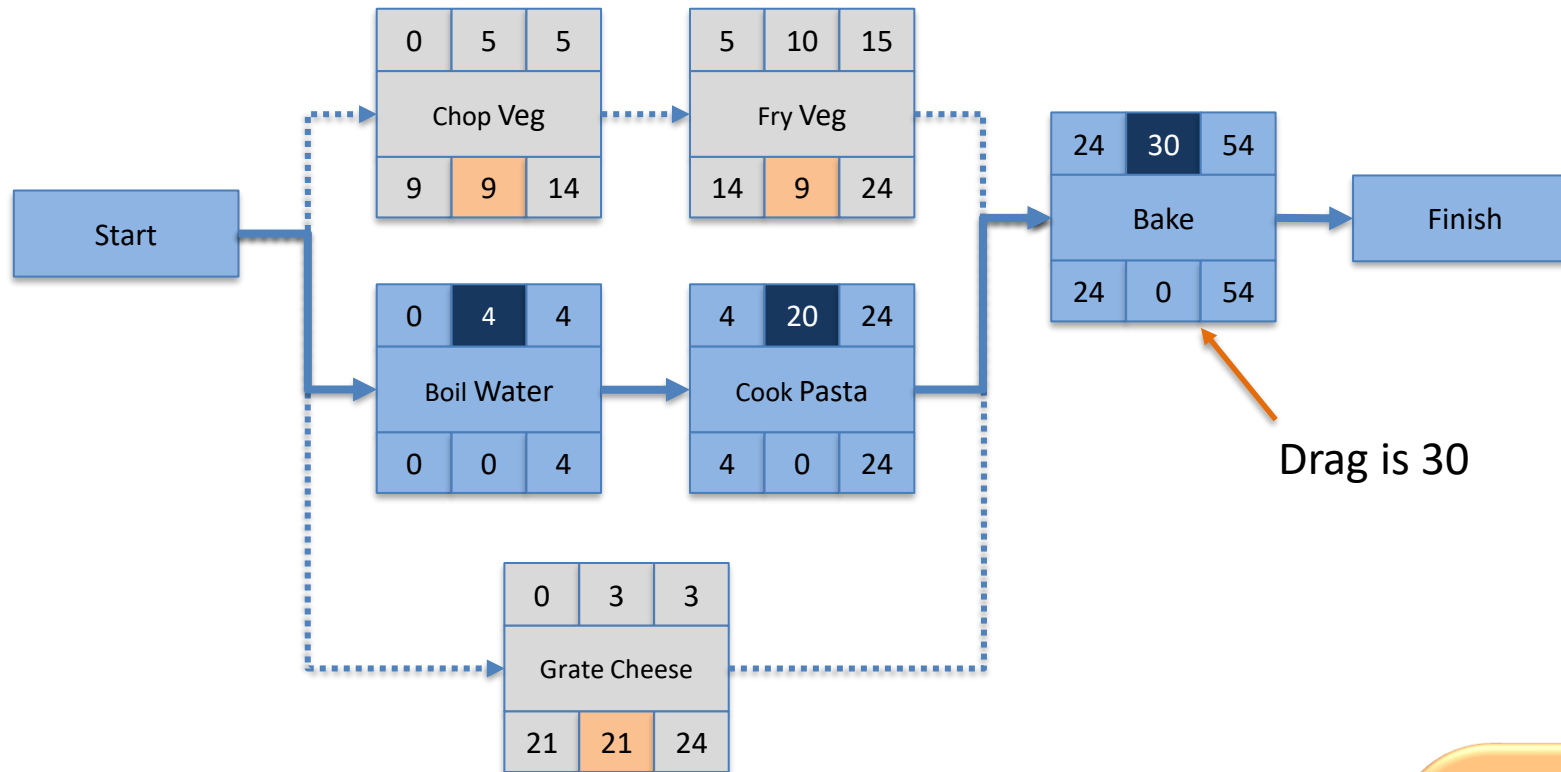 0 5 5
Chop Veg
9 9 14
5 10 15
Fry Veg
14 9 24
24 30 54
Bake
24 0 54
Start
Finish
0 4 4
Boil Water
0 0 4
4 20 24
Cook Pasta
4 0 24
Drag is 30
0 3 3
Grate Cheese
21 21 24